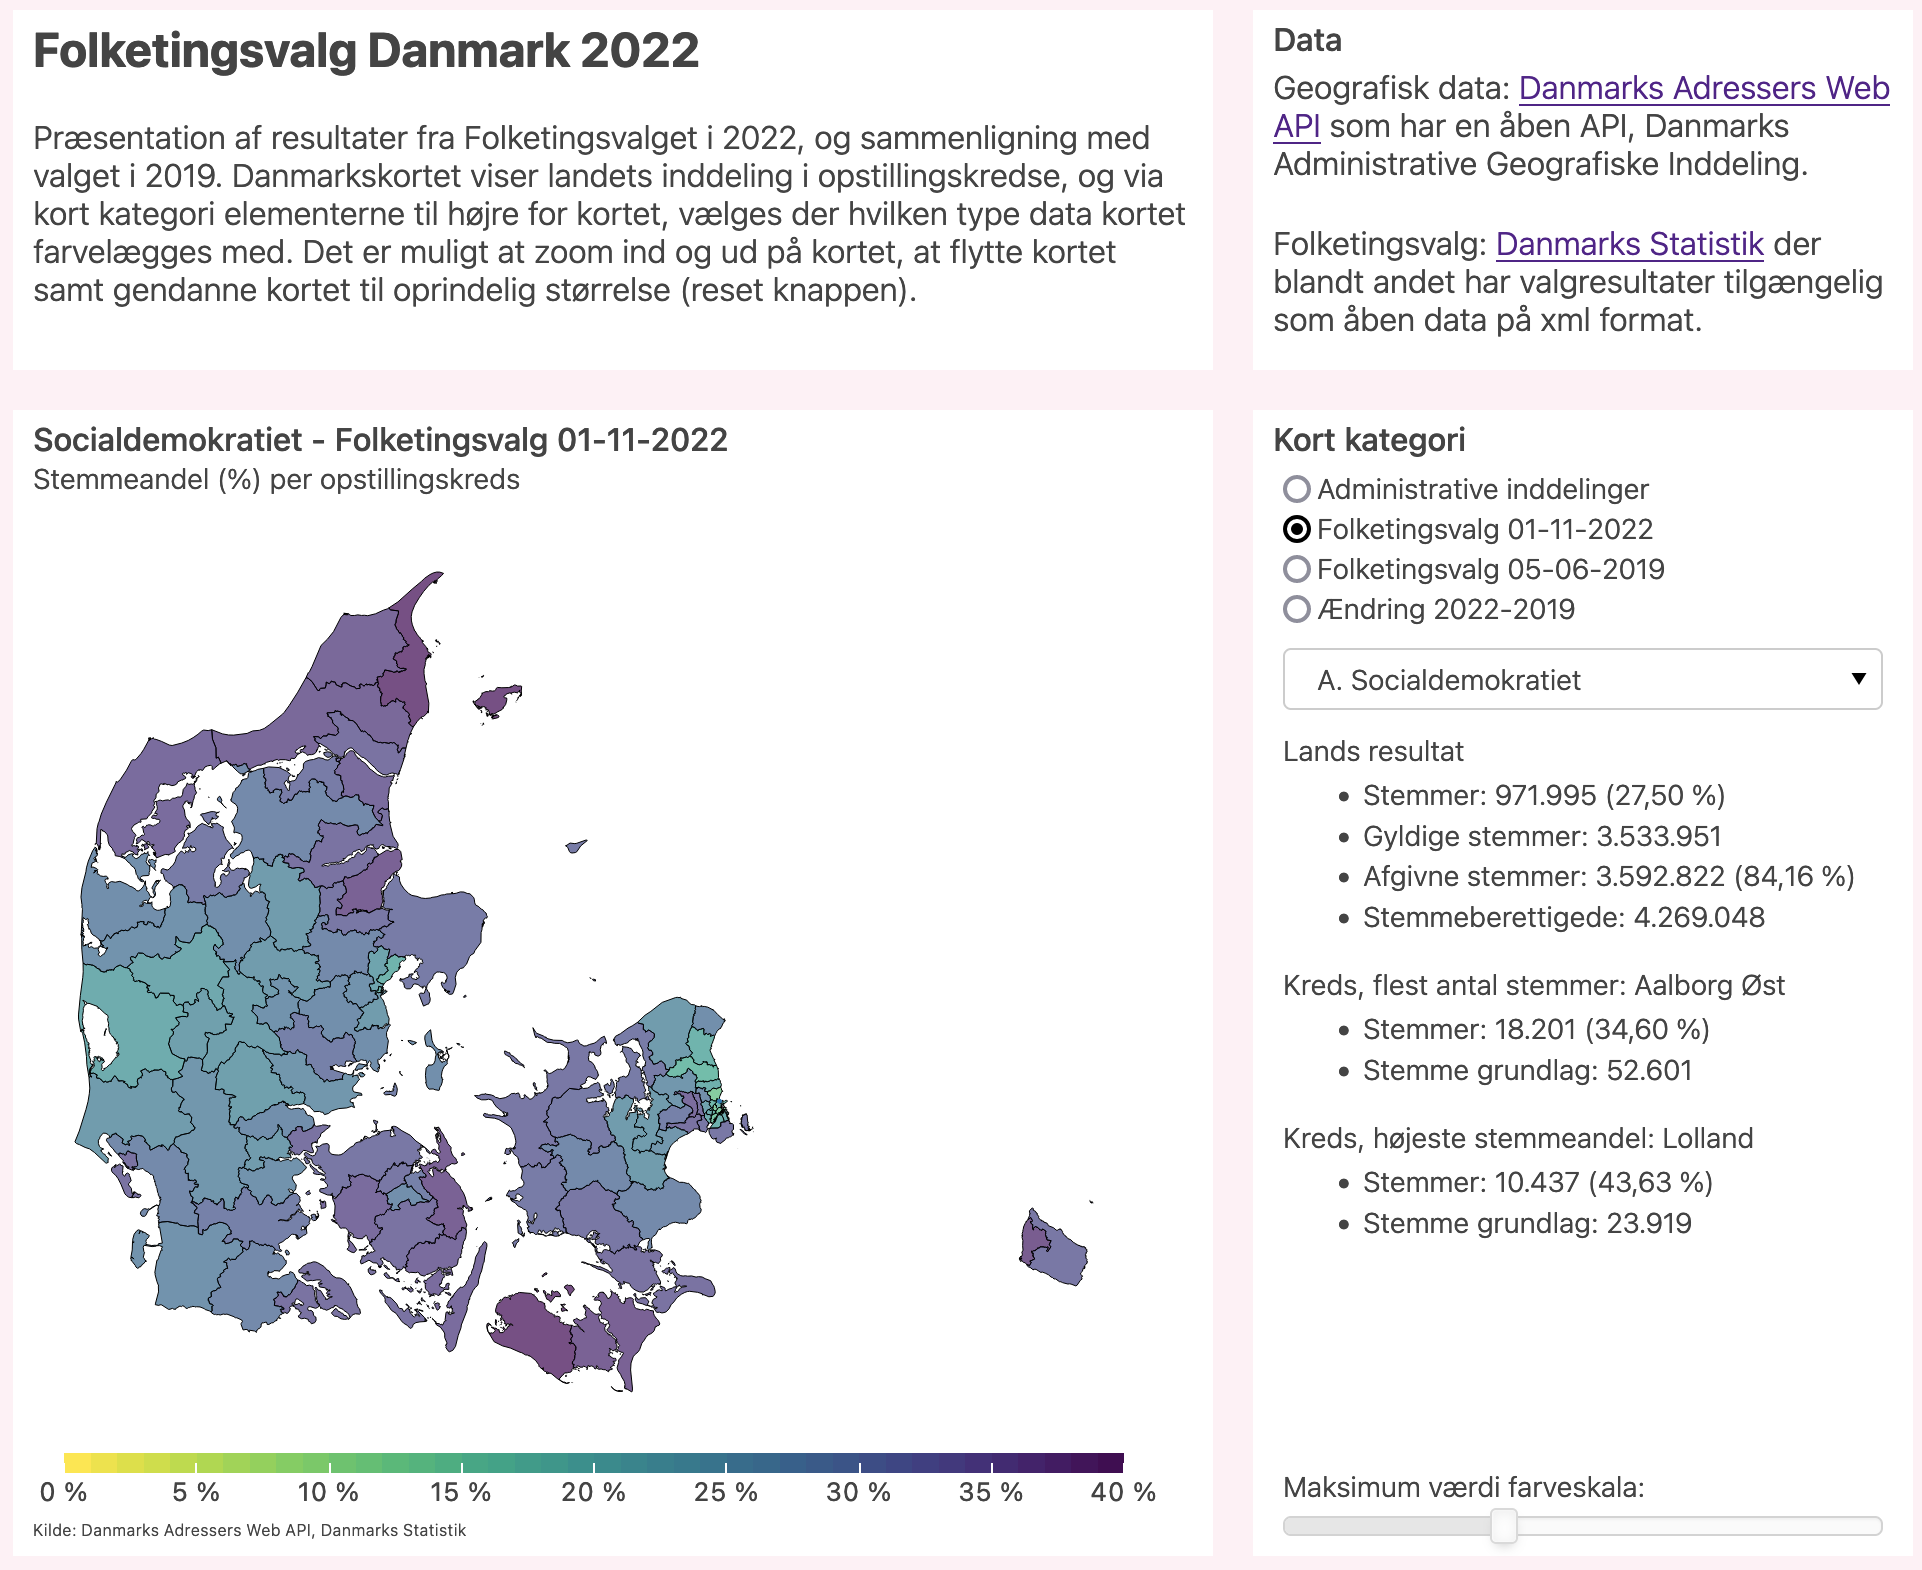 Folketingsvalg Danmark 2022
Præsentation af resultater fra Folketingsvalget i 2022, og sammenligning med
valget i 2019. Danmarkskortet viser landets inddeling i opstillingskredse, og via
kort kategori elementerne til højre for kortet, vælges der hvilken type data kortet
farvelægges med. Det er muligt at zoom ind og ud på kortet, at flytte kortet
samt gendanne kortet til oprindelig størrelse (reset knappen).
Data
Geografisk data: Danmarks Adressers Web
API som har en åben API, Danmarks
Administrative Geografiske Inddeling.
Folketingsvalg: Danmarks Statistik der
blandt andet har valgresultater tilgængelig
som åben data på xml format.
Socialdemokratiet - Folketingsvalg 01-11-2022
Stemmeandel (%) per opstillingskreds
0 % 5 % 10 % 15 % 20 % 25 % 30 % 35 % 40 %
Kilde: Danmarks Adressers Web API, Danmarks Statistik
Kort kategori
Administrative inddelinger
Folketingsvalg 01-11-2022
Folketingsvalg 05-06-2019
Ændring 2022-2019
A. Socialdemokratiet
Lands resultat
• Stemmer: 971.995 (27,50 %)
• Gyldige stemmer: 3.533.951
• Afgivne stemmer: 3.592.822 (84,16 %)
• Stemmeberettigede: 4.269.048
Kreds, flest antal stemmer: Aalborg Øst
• Stemmer: 18.201 (34,60 %)
• Stemme grundlag: 52.601
Kreds, højeste stemmeandel: Lolland
• Stemmer: 10.437 (43,63 %)
• Stemme grundlag: 23.919
Maksimum værdi farveskala: